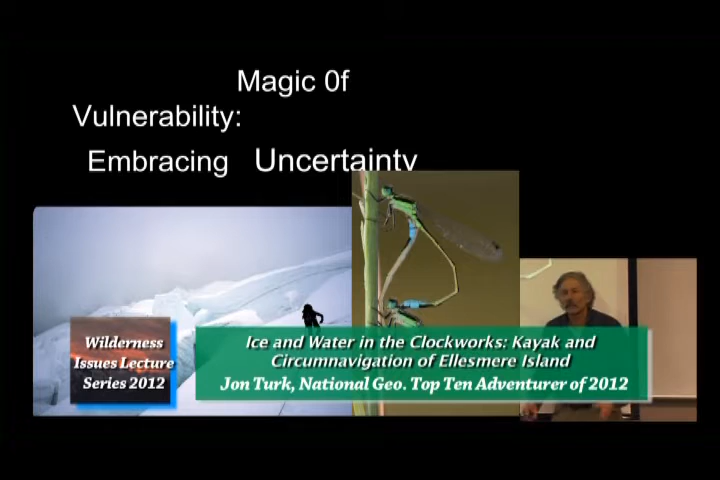 Magic 0f
Vulnerability:
Embracing Uncertainty
Wilderness
Issues Lecture
Series 2012
Ice and Water in the Clockworks: Kayak and
Circumnavigation of Ellesmere Island
Jon Turk, National Geo. Top Ten Adventurer of 2012